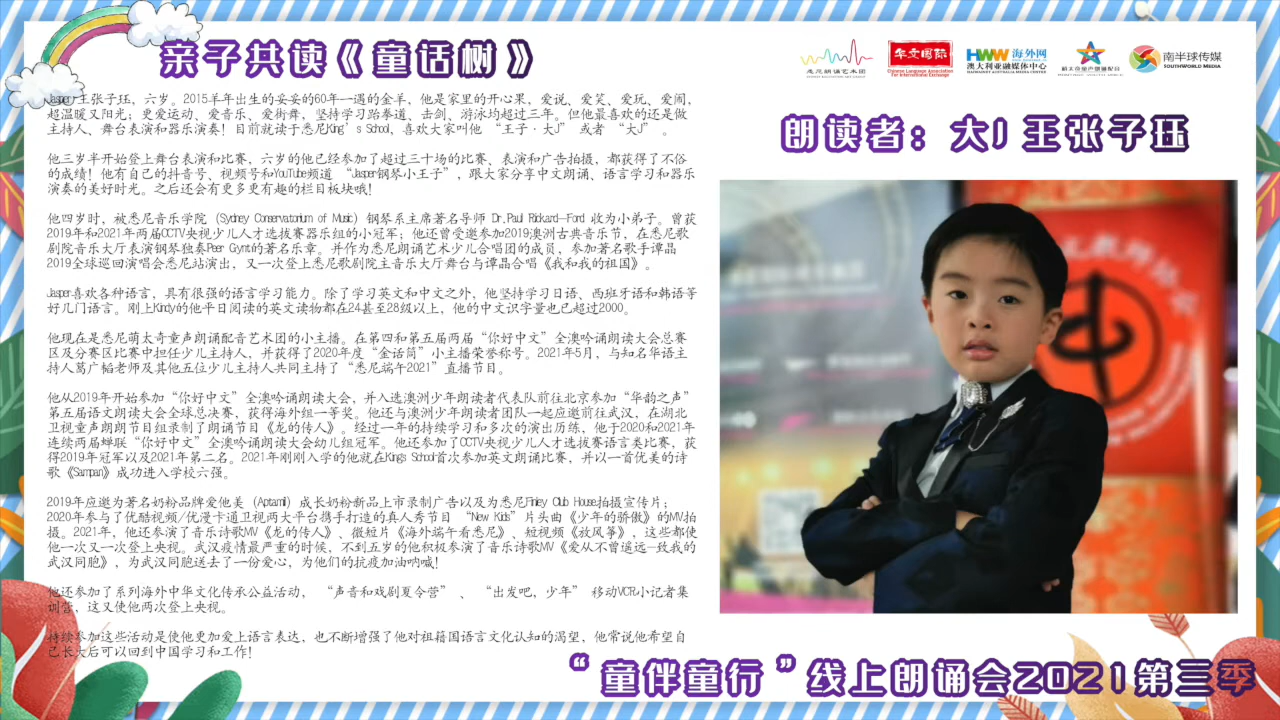 亲子共读《童话树》
悉尼朗诵艺术团
华文国际
Chinese Language Association
For International Exchange
HWW 海外网
澳大利亚融媒体中心
HAIWAINET AUSTRALIA MEDIA CENTER
南半球传媒
SOUTHWORLD MEDIA
朗读者：大J 王张子珏
Jasper王张子珏，六岁。2015羊年出生的妥妥的60年一遇的金羊，他是家里的开心果，爱说、爱笑、爱玩、爱闹，
超温暖又阳光；更爱运动、爱音乐、爱街舞，坚持学习跆拳道、击剑、游泳均超过三年。但他最喜欢的还是做
主持人、舞台表演和器乐演奏！目前就读于悉尼King’s School、喜欢大家叫他 “王子·大J” 或者 “大J” 。
他三岁半开始登上舞台表演和比赛，六岁的他已经参加了超过三十场的比赛、表演和广告拍摄，都获得了不俗
的成绩！他有自己的抖音号、视频号和YouTube频道 “Jasper钢琴小王子”，跟大家分享中文朗诵、语言学习和器乐
演奏的美好时光。之后还会有更多更有趣的栏目板块哦！
他四岁时，被悉尼音乐学院（Sydney Conservatorium of Music）钢琴系主席著名导师 Dr.Paul Rickard-Ford 收为小弟子。曾获
2019年和2021年两届CCTV央视少儿人才选拔赛器乐组的小冠军；他还曾受邀参加2019澳洲古典音乐节，在悉尼歌
剧院音乐大厅表演钢琴独奏Peer Gynt的著名乐章，并作为悉尼朗诵艺术少儿合唱团的成员，参加著名歌手谭晶
2019全球巡回演唱会悉尼站演出，又一次登上悉尼歌剧院主音乐大厅舞台与谭晶合唱《我和我的祖国》。
Jasper喜欢各种语言，具有很强的语言学习能力。除了学习英文和中文之外，他坚持学习日语、西班牙语和韩语等
好几门语言。刚上Kindy的他平日阅读的英文读物都在24甚至28级以上，他的中文识字量也已超过2000。
他现在是悉尼萌太奇童声朗诵配音艺术团的小主播。在第四和第五届两届“你好中文”全澳吟诵朗读大会总赛
区及分赛区比赛中担任少儿主持人，并获得了2020年度“金话筒”小主播荣誉称号。2021年5月，与知名华语主
持人葛广韬老师及其他五位少儿主持人共同主持了“悉尼端午2021”直播节目。
他从2019年开始参加“你好中文”全澳吟诵朗读大会，并入选澳洲少年朗读者代表队前往北京参加“华韵之声”
第五届语文朗读大会全球总决赛，获得海外组一等奖。他还与澳洲少年朗读者团队一起应邀前往武汉，在湖北
卫视童声朗朗节目组录制了朗诵节目《龙的传人》。经过一年的持续学习和多次的演出历练，他于2020和2021年
连续两届蝉联“你好中文”全澳吟诵朗读大会幼儿组冠军。他还参加了CCTV央视少儿人才选拔赛语言类比赛，获
得2019年冠军以及2021年第二名。2021年刚刚入学的他就在King's School首次参加英文朗诵比赛，并以一首优美的诗
歌《Sampan》成功进入学校六强。
2019年应邀为著名奶粉品牌爱他美（Aptamil）成长奶粉新品上市录制广告以及为悉尼Finley Club House拍摄宣传片；
2020年参与了优酷视频/优漫卡通卫视两大平台携手打造的真人秀节目 “New Kids”片头曲《少年的骄傲》的MV拍
摄。2021年，他还参演了音乐诗歌MV《龙的传人》、微短片《海外端午看悉尼》、短视频《放风筝》，这些都使
他一次又一次登上央视。武汉疫情最严重的时候，不到五岁的他积极参演了音乐诗歌MV《爱从不曾遥远—致我的
武汉同胞》，为武汉同胞送去了一份爱心，为他们的抗疫加油呐喊！
他还参加了系列海外中华文化传承公益活动， “声音和戏剧夏令营” 、 “出发吧，少年” 移动VCR小记者集
训营，这又使他两次登上央视。
持续参加这些活动是使他更加爱上语言表达，也不断增强了他对祖籍国语言文化认知的渴望，他常说他希望自
己长大后可以回到中国学习和工作！
“童伴童行”线上朗诵会2021第三季